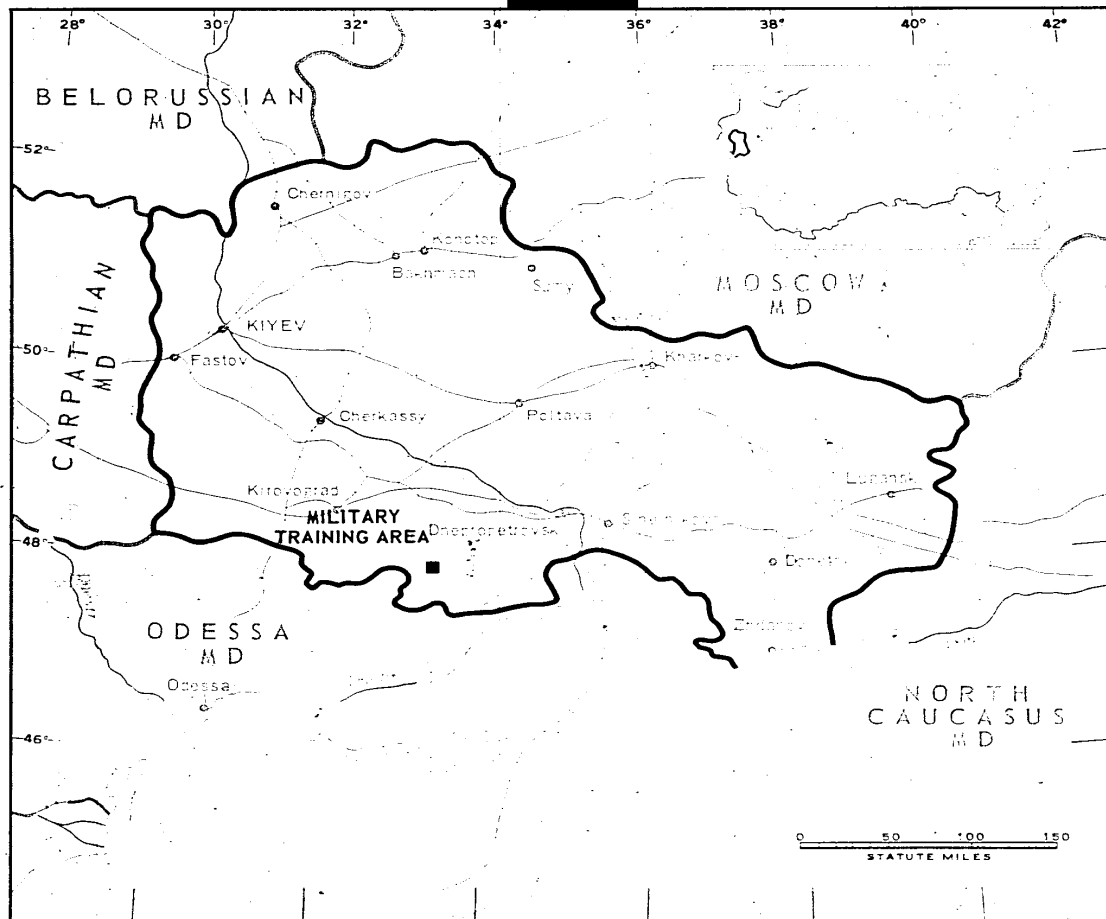 28° 30° 32° 34° 36° 38° 40° 42°
BELORUSSIAN
MD
52°
Chernigov
Konotop
Bakhmach
Sumy
MOSCOW
MD
CARPATHIAN
MD
KIYEV
50°
Fastov
Kharkov
Poltava
Cherkassy
Lugansk
Kirovograd
MILITARY
TRAINING AREA
Dnepropetrovsk
48°
Donetsk
Zhdanov
ODESSA
MD
Odessa
NORTH
CAUCASUS
MD
46°
0 50 100 150
STATUTE MILES